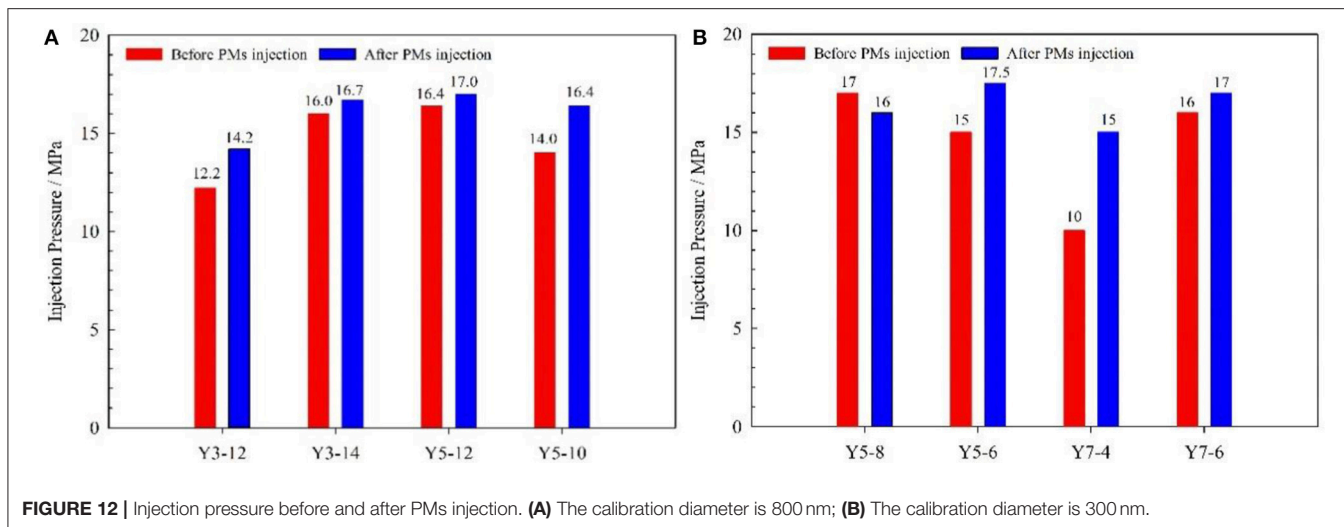 A
Before PMs injection After PMs injection
Injection Pressure / MPa
20
15
10
5
0
12.2
14.2
16.0
16.7
16.4
17.0
14.0
16.4
Y3-12 Y3-14 Y5-12 Y5-10
B
Before PMs injection After PMs injection
Injection Pressure / MPa
20
15
10
5
0
17
16
15
17.5
10
15
16
17
Y5-8 Y5-6 Y7-4 Y7-6
FIGURE 12 | Injection pressure before and after PMs injection. (A) The calibration diameter is 800 nm; (B) The calibration diameter is 300 nm.